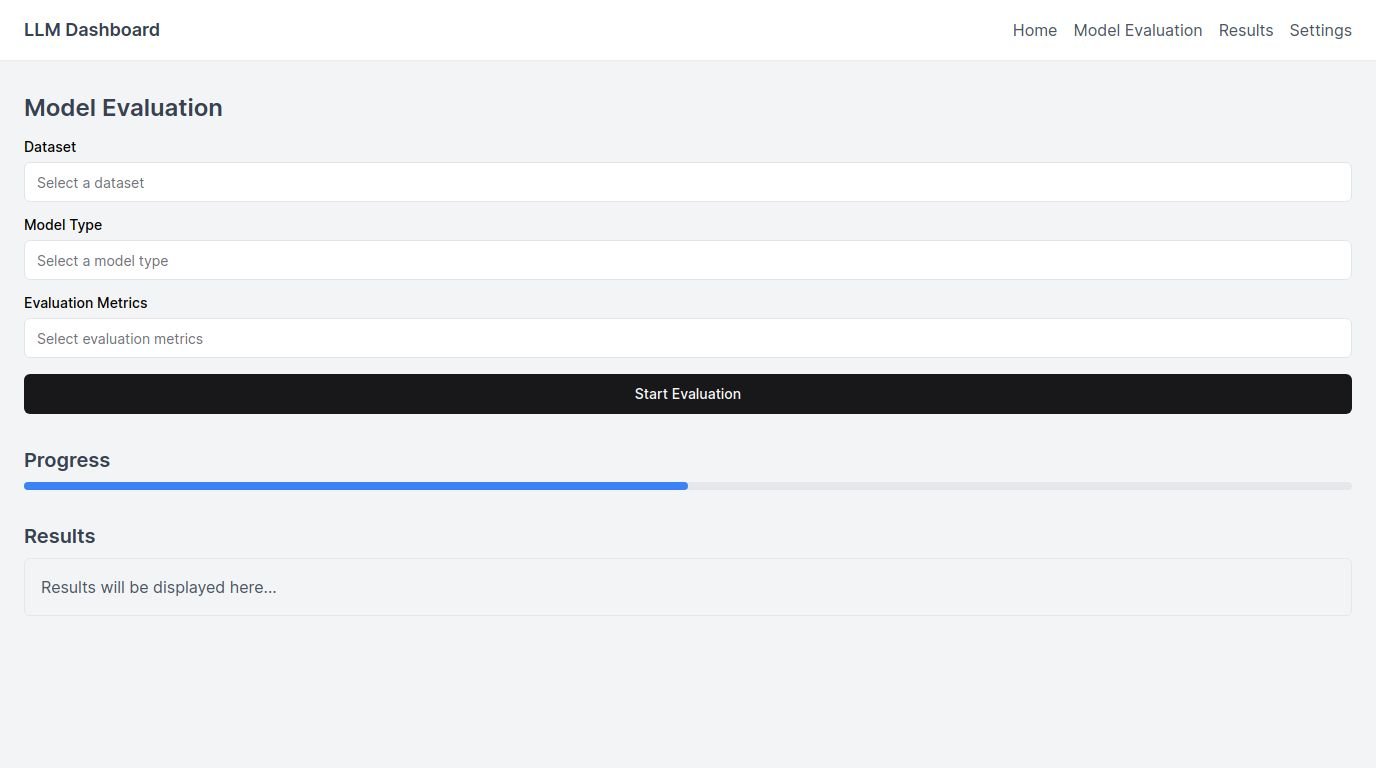 LLM Dashboard
Home Model Evaluation Results Settings
Model Evaluation
Dataset
Select a dataset
Model Type
Select a model type
Evaluation Metrics
Select evaluation metrics
Start Evaluation
Progress
Results
Results will be displayed here...